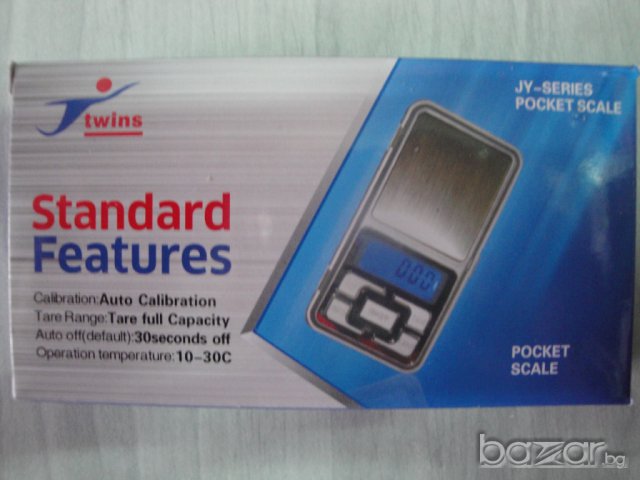 twins
JY-SERIES
POCKET SCALE
Standard
Features
Calibration:Auto Calibration
Tare Range:Tare full Capacity
Auto off(default):30seconds off
Operation temperature:10-30C
POCKET
SCALE
bazar.bg